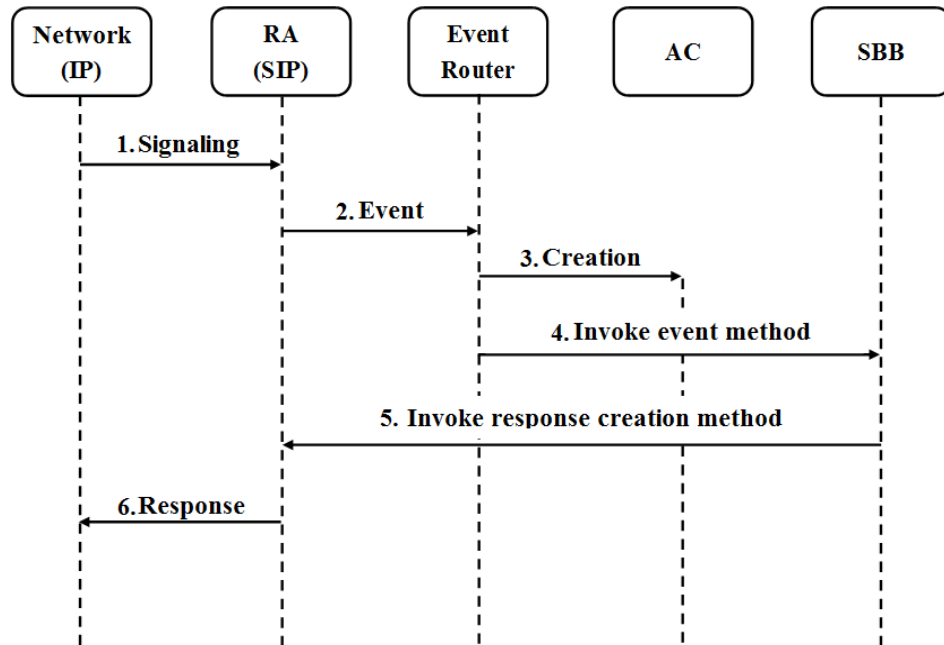 Network
(IP)
RA
(SIP)
Event
Router
AC
SBB
1.Signaling
2.Event
3.Creation
4.Invoke event method
5. Invoke response creation method
6.Response